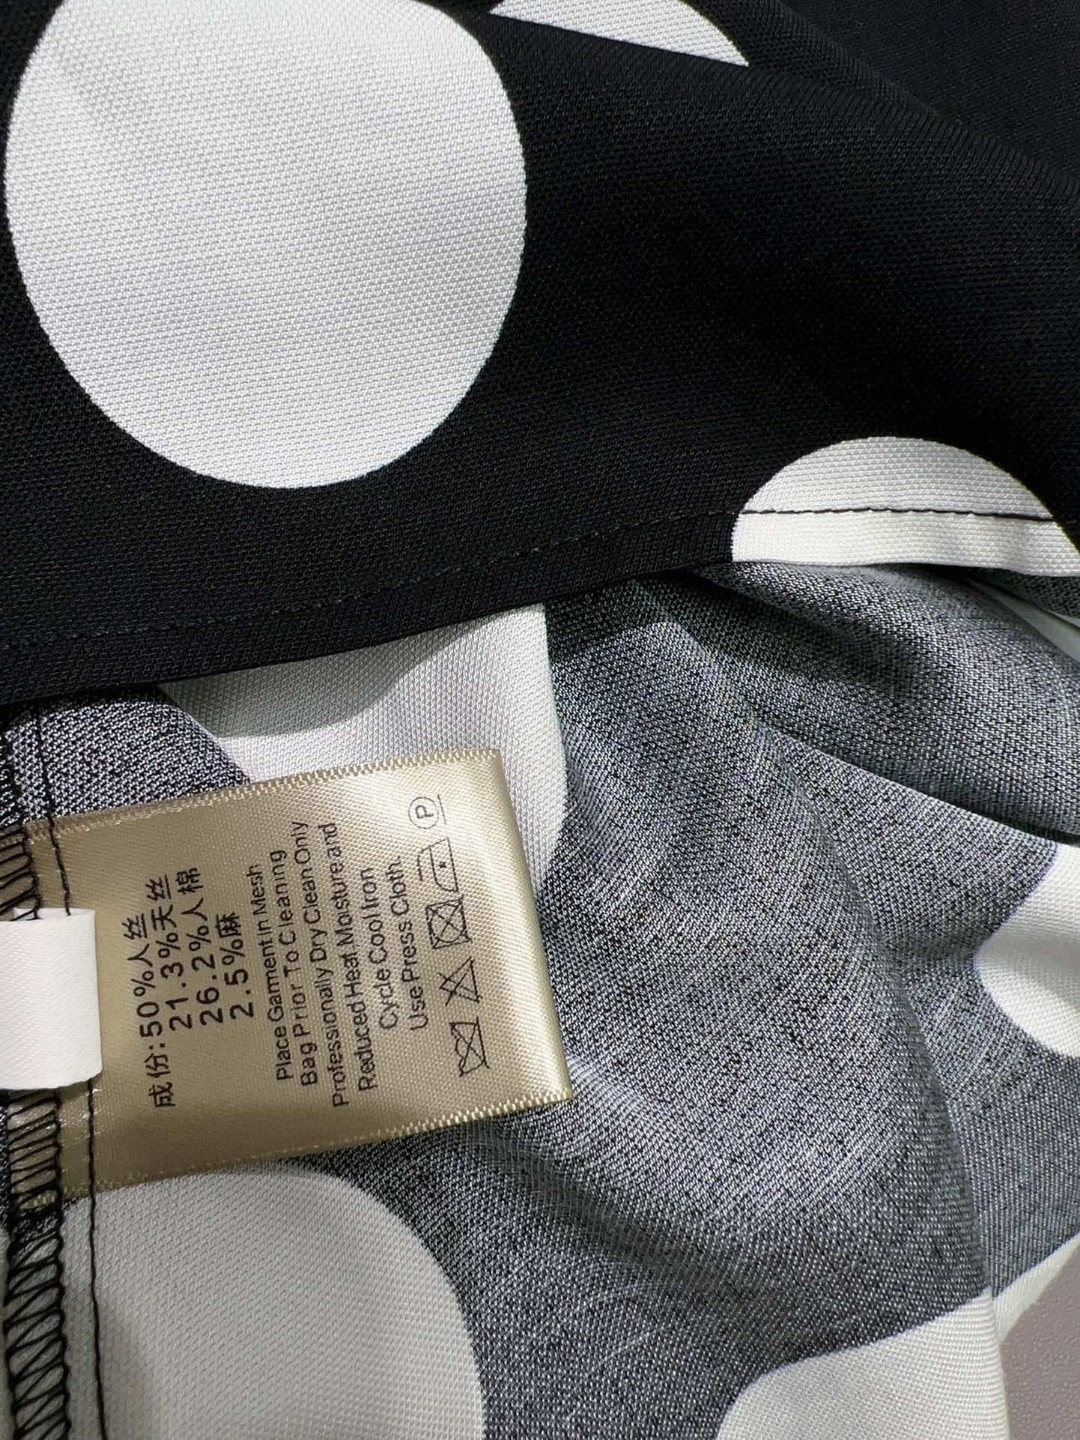 成份:50%人丝
21.3%天丝
26.2%人棉
2.5%麻
Place Garment in Mesh
Bag Prior To Cleaning
Professionally Dry Clean Only
Reduced Heat, Moisture and
Cycle Cool Iron
Use Press Cloth.
P